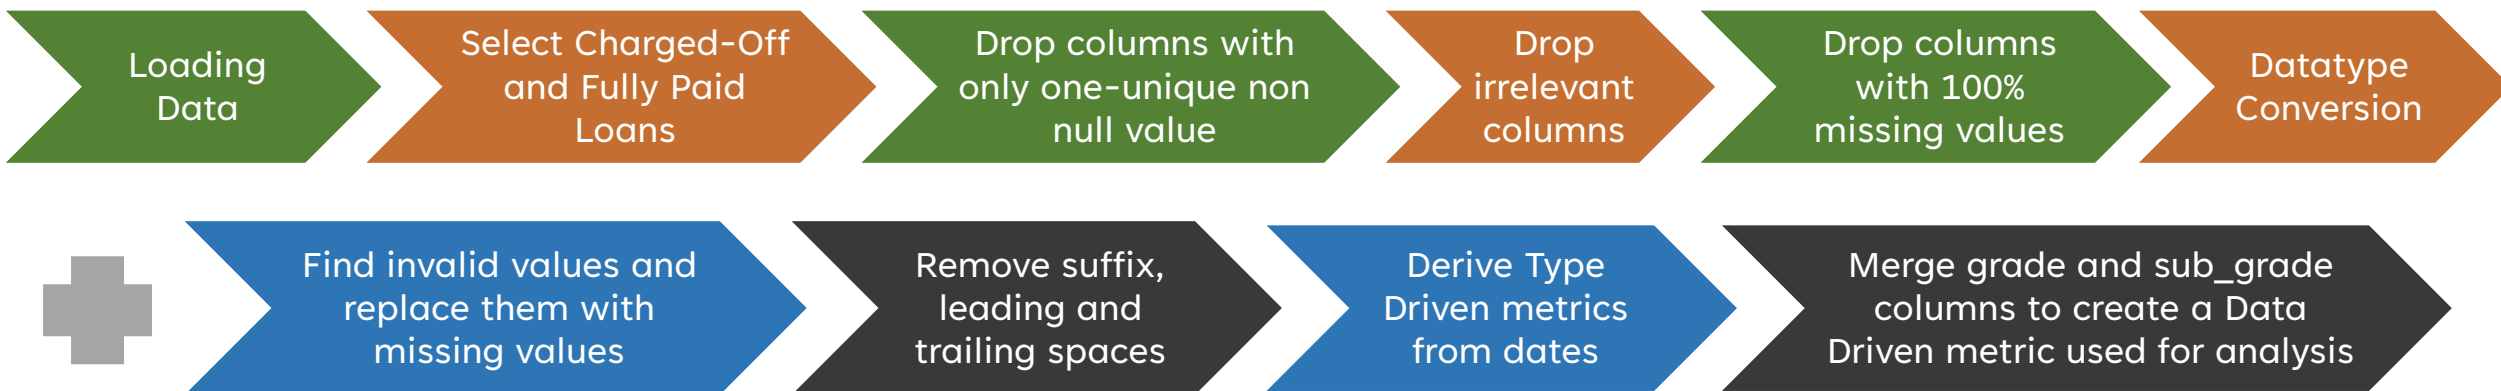 Loading
Data
Select Charged-Off
and Fully Paid
Loans
Drop columns with
only one-unique non
null value
Drop
irrelevant
columns
Drop columns
with 100%
missing values
Datatype
Conversion
Find invalid values and
replace them with
missing values
Remove suffix,
leading and
trailing spaces
Derive Type
Driven metrics
from dates
Merge grade and sub_grade
columns to create a Data
Driven metric used for analysis